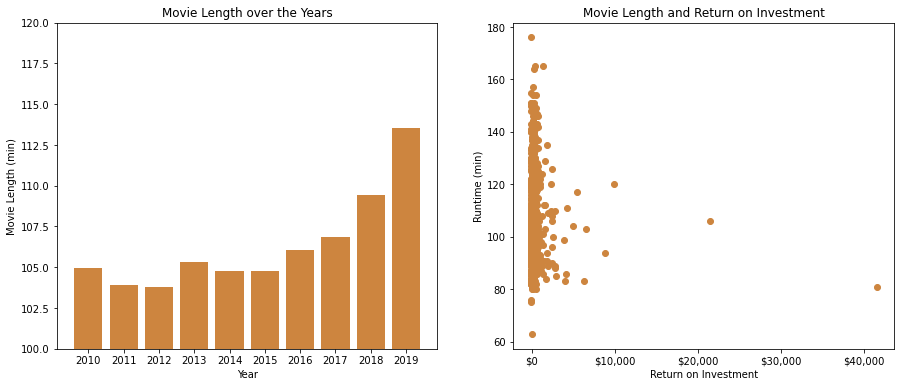 Movie Length over the Years
Movie Length (min)
120.0
117.5
115.0
112.5
110.0
107.5
105.0
102.5
100.0
2010 2011 2012 2013 2014 2015 2016 2017 2018 2019
Year
Movie Length and Return on Investment
Runtime (min)
180
160
140
120
100
80
60
$0 $10,000 $20,000 $30,000 $40,000
Return on Investment